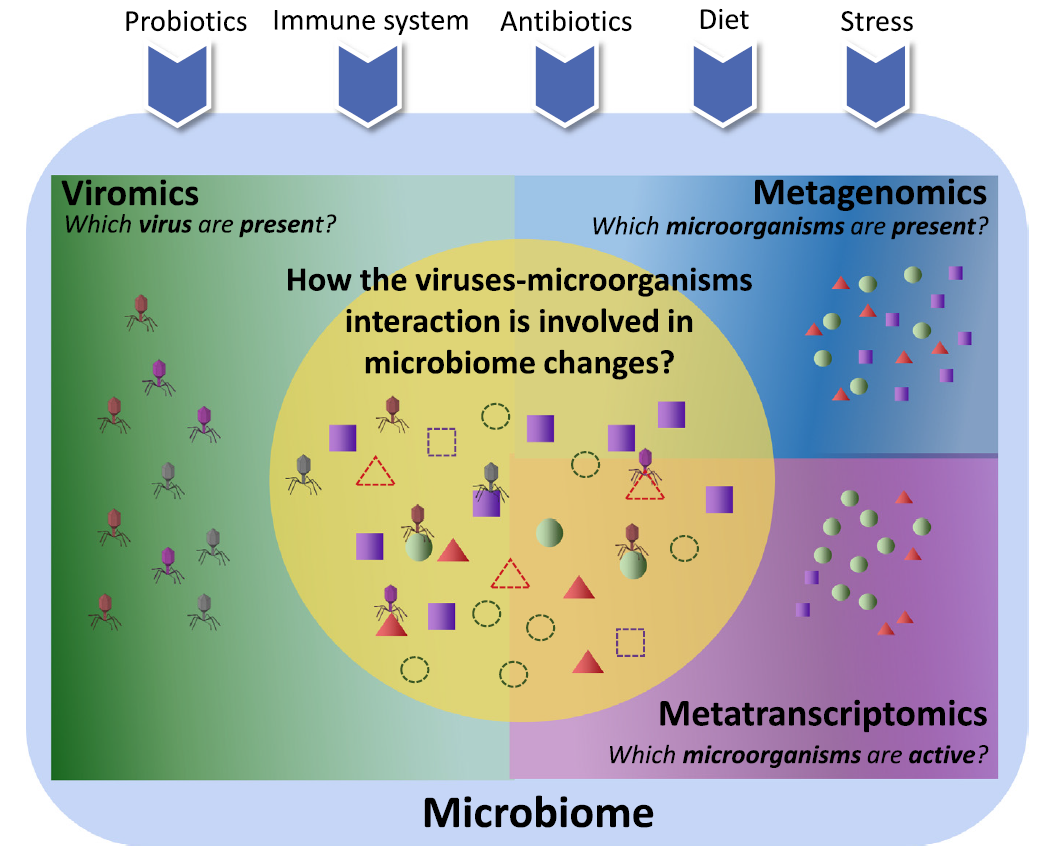 Probiotics
Immune system
Antibiotics
Diet
Stress
Viromics
Which virus are present?
Metagenomics
Which microorganisms are present?
How the viruses-microorganisms
interaction is involved in
microbiome changes?
Metatranscriptomics
Which microorganisms are active?
Microbiome